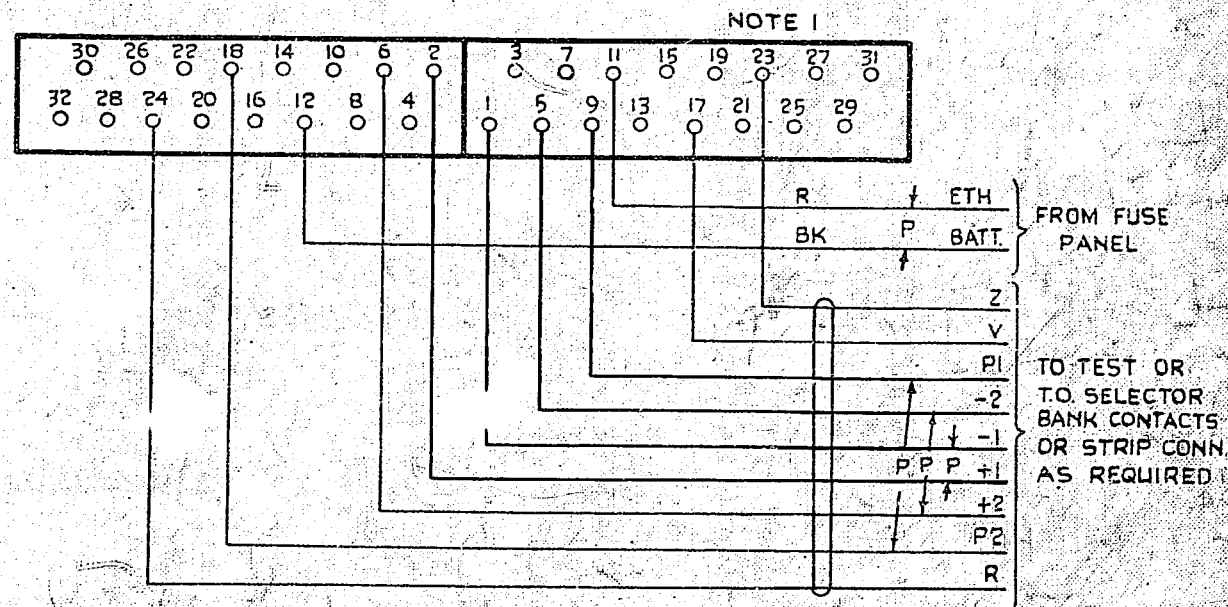 NOTE 1
30 26 22 18 14 10 6 2 3 7 11 15 19 23 27 31
32 28 24 20 16 12 8 4 1 5 9 13 17 21 25 29
R ETH
BK P BATT.
FROM FUSE
PANEL
Z
V
P1
-2
-1
P P P +1
+2
P2
R
TO TEST OR
T.O. SELECTOR
BANK CONTACTS
OR STRIP CONN.
AS REQUIRED